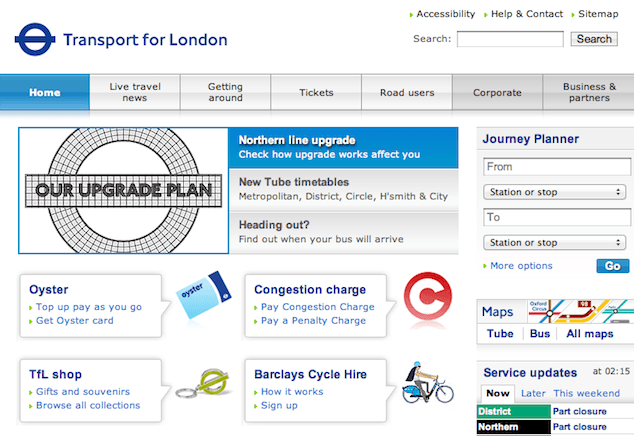 Accessibility Help & Contact Sitemap
Transport for London
Search: Search
Home
Live travel
news
Getting
around
Tickets
Road users
Corporate
Business &
partners
OUR UPGRADE PLAN
Northern line upgrade
Check how upgrade works affect you
New Tube timetables
Metropolitan, District, Circle, H'smith & City
Heading out?
Find out when your bus will arrive
Journey Planner
From
Station or stop
To
Station or stop
More options Go
Oyster
Top up pay as you go
Get Oyster card
oyster
Congestion charge
Pay Congestion Charge
Pay a Penalty Charge
C
Maps
Oxford
Circus
98
Tube Bus All maps
TfL shop
Gifts and souvenirs
Browse all collections
Barclays Cycle Hire
How it works
Sign up
Service updates at 02:15
Now Later This weekend
District Part closure
Northern Part closure